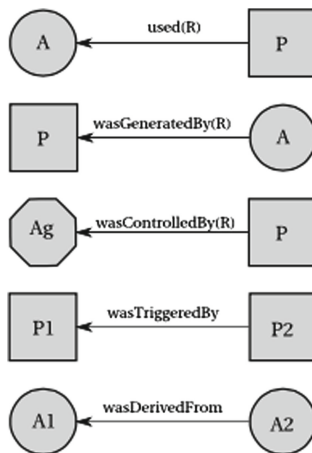 A used(R) P
P wasGeneratedBy(R) A
Ag wasControlledBy(R) P
P1 wasTriggeredBy P2
A1 wasDerivedFrom A2